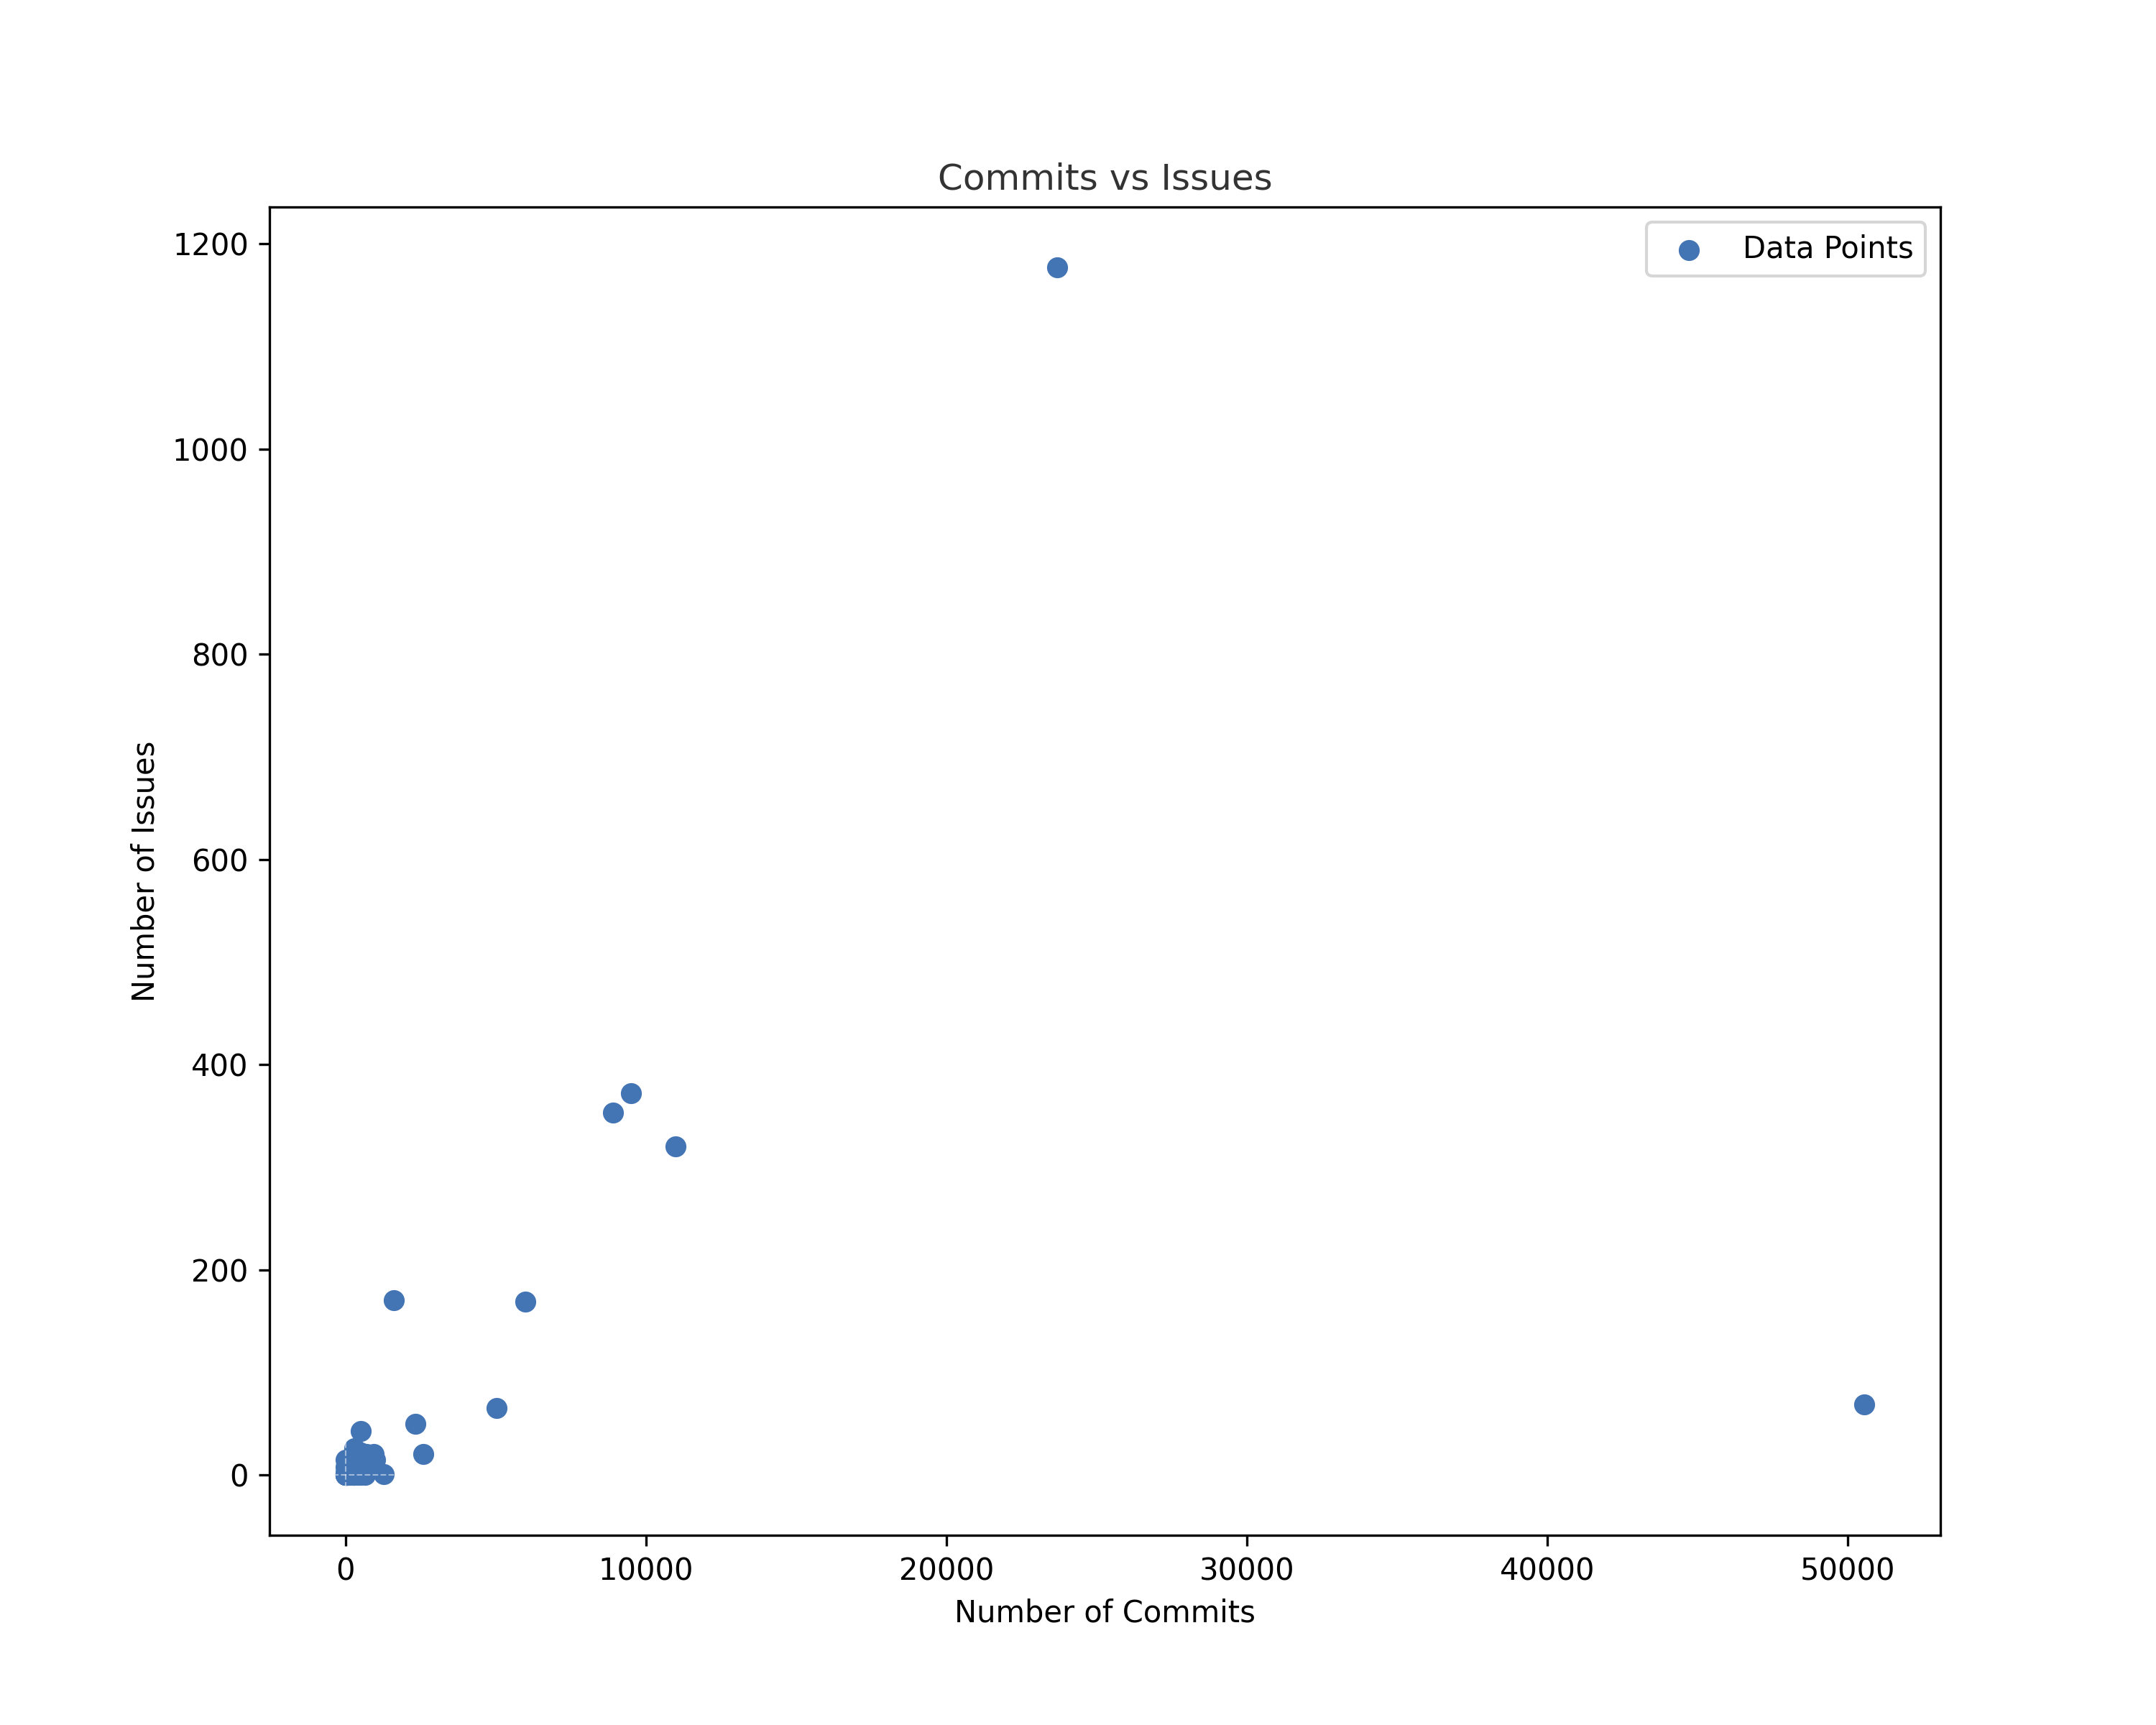 Commits vs Issues
Data Points
1200
1000
800
600
400
200
0
Number of Issues
0 10000 20000 30000 40000 50000
Number of Commits